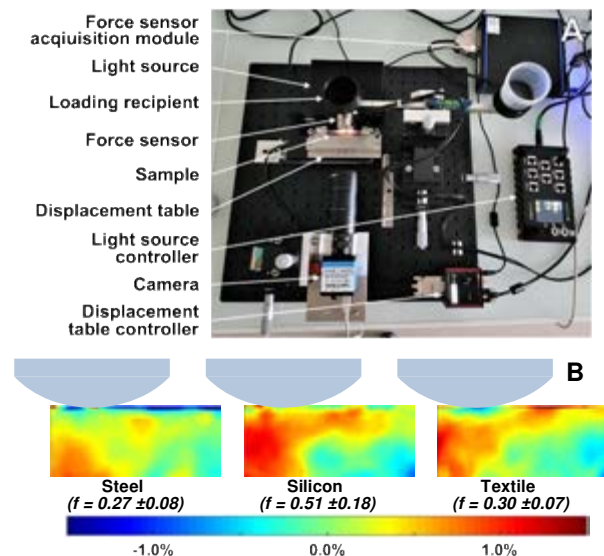 Force sensor
acquisition module
Light source
Loading recipient
Force sensor
Sample
Displacement table
Light source
controller
Camera
Displacement
table controller
A
B
Steel
(f = 0.27 ±0.08)
Silicon
(f = 0.51 ±0.18)
Textile
(f = 0.30 ±0.07)
-1.0%
0.0%
1.0%